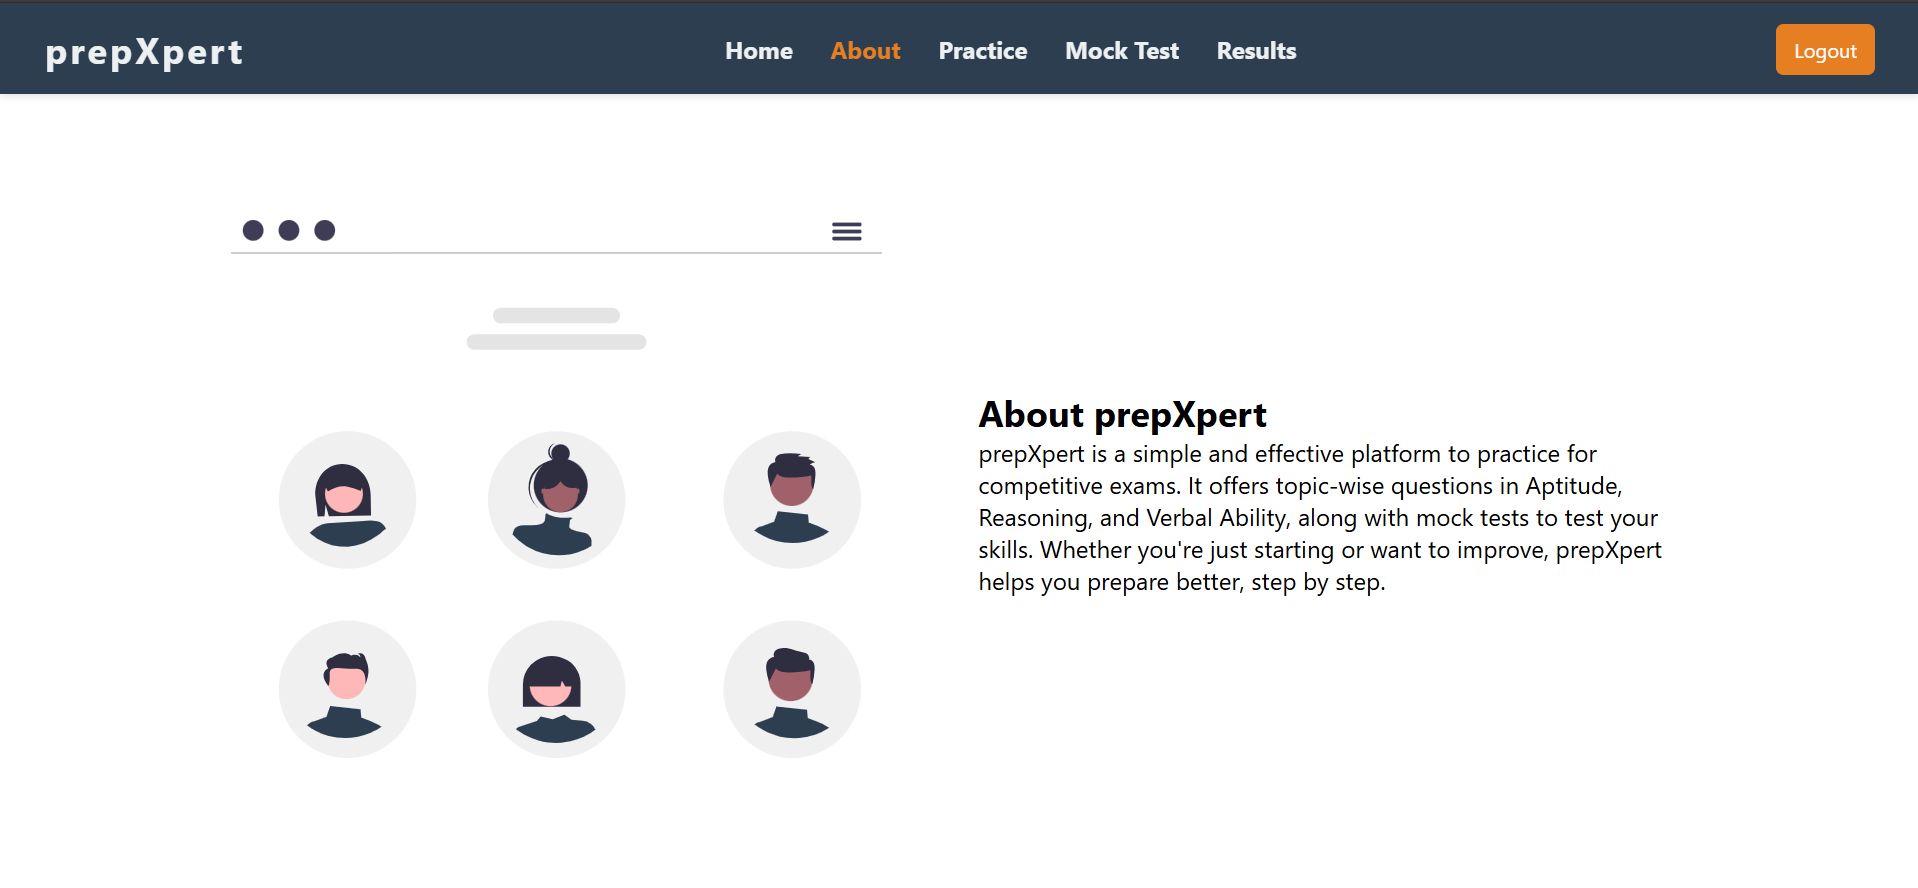 prepXpert
Home About Practice Mock Test Results
Logout
About prepXpert
prepXpert is a simple and effective platform to practice for
competitive exams. It offers topic-wise questions in Aptitude,
Reasoning, and Verbal Ability, along with mock tests to test your
skills. Whether you're just starting or want to improve, prepXpert
helps you prepare better, step by step.